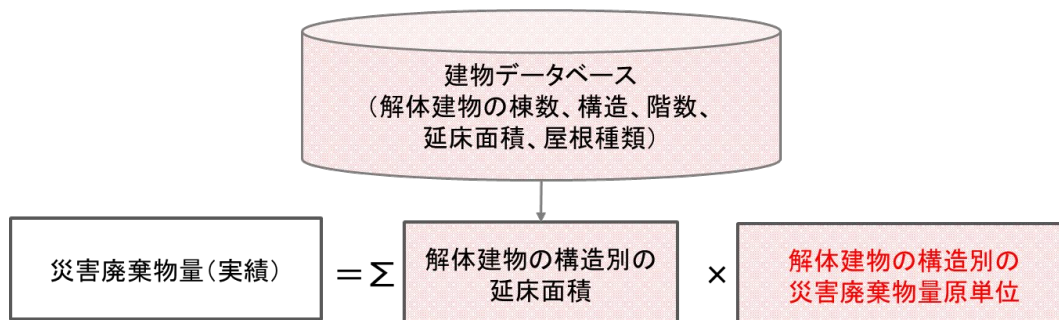 建物データベース
（解体建物の棟数、構造、階数、
延床面積、屋根種類）
災害廃棄物量（実績）
＝Σ
解体建物の構造別の
延床面積
×
解体建物の構造別の
災害廃棄物量原単位